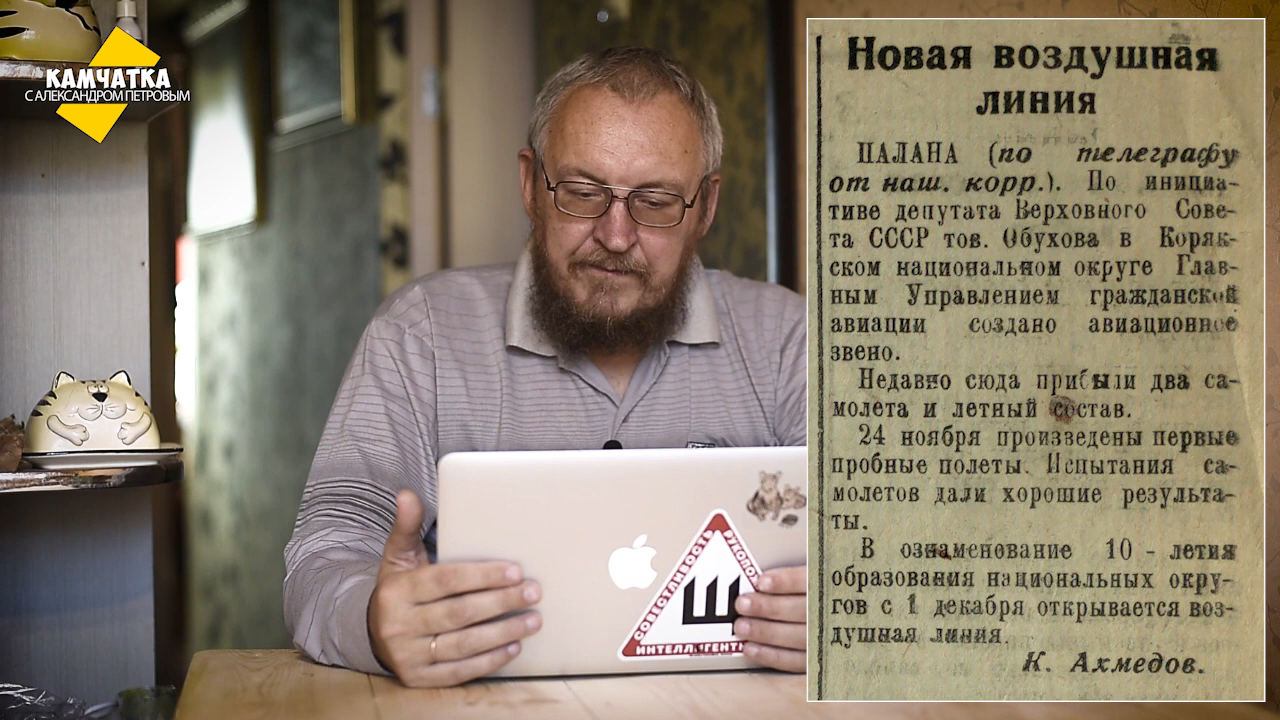 КАМЧАТКА
С АЛЕКСАНДРОМ ПЕТРОВЫМ
СОВЕСТЛИВОСТЬ
Ш
Новая воздушная
линия
ПАЛАНА (по телеграфу
от наш. корр.). По инициа-
тиве депутата Верховного Сове-
та СССР тов. Обухова в Коряк-
ском национальном округе Глав-
ным Управлением гражданской
авиации создано авиационное
звено.
Недавно сюда прибыли два са-
молета и летный состав.
24 ноября произведены первые
пробные полеты. Испытания са-
молетов дали хорошие результа-
ты.
В ознаменование 10 - летия
образования национальных окру-
гов с 1 декабря открывается воз-
душная линия.
К. Ахмедов.